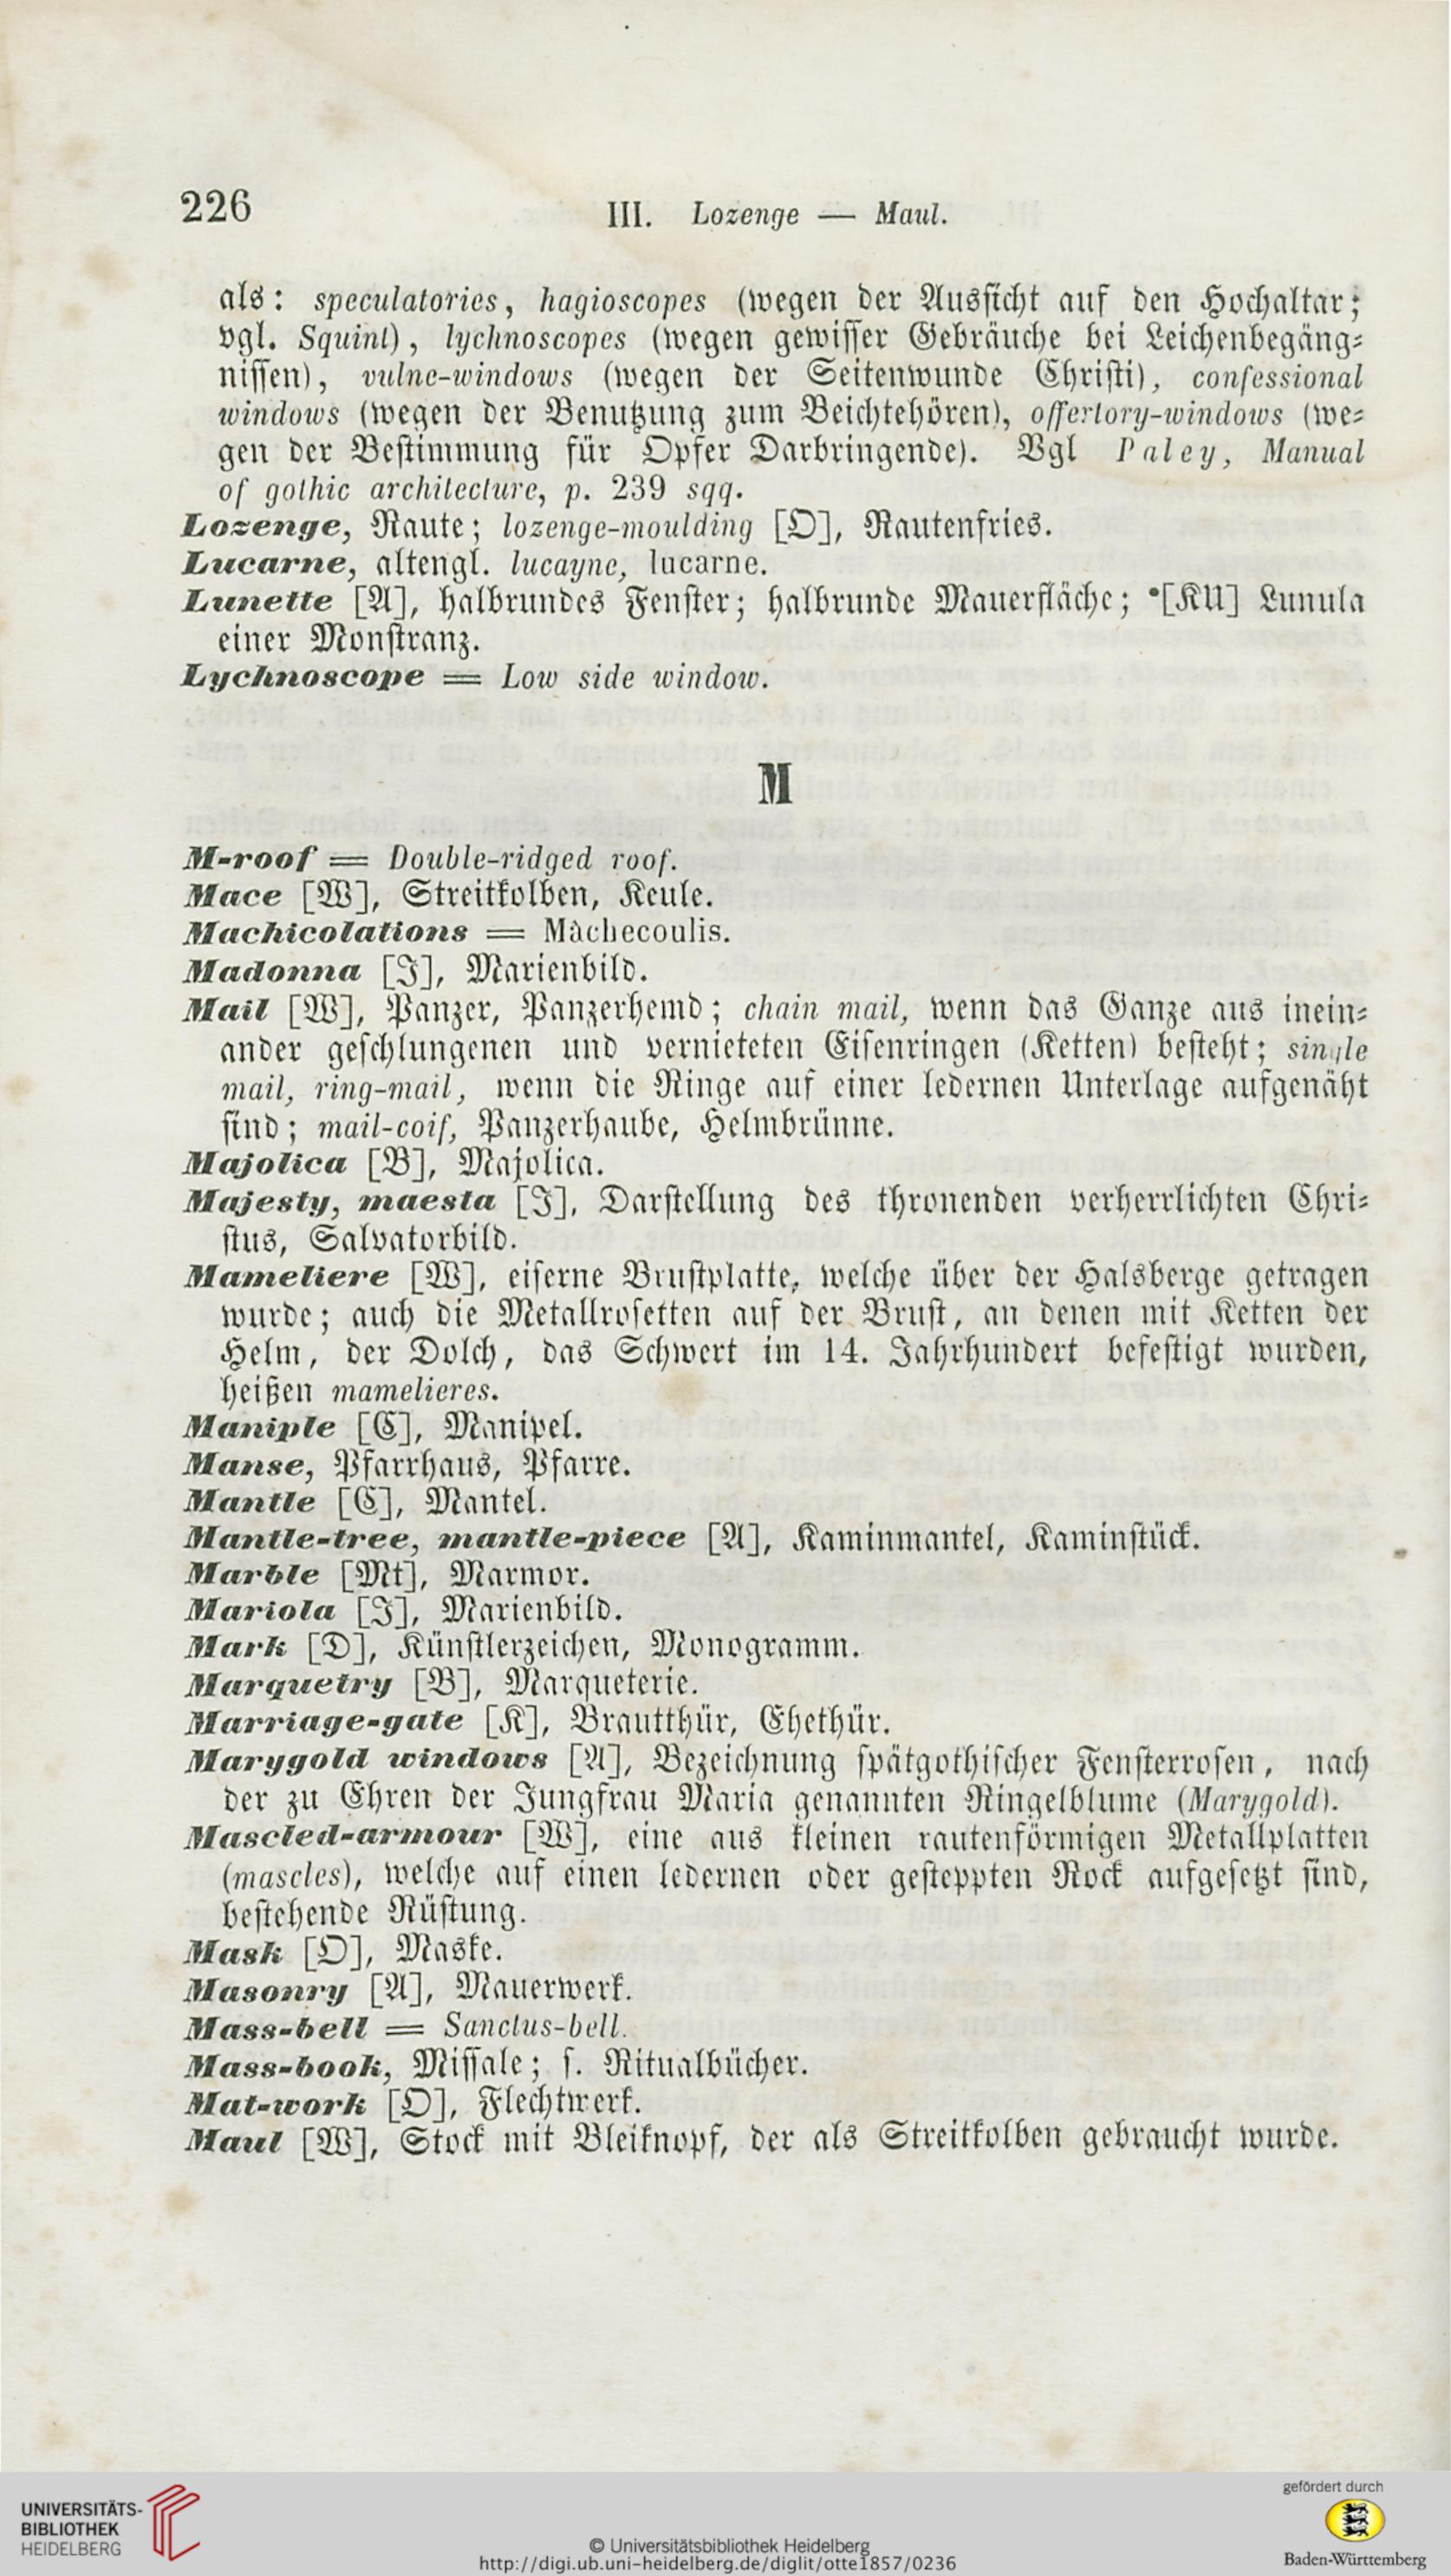 226
III. Lozenge — Maul.
als: speculatories, hagioscopes (wegen der Aussicht auf den Hochaltar;
vgl. Squint), lychnoscopes (wegen gewisser Gebräuche bei Leichenbegäng-
nissen), vulne-windows (wegen der Seitenwunde Christi), confessional
windows (wegen der Benutzung zum Beichtehören), offertory-windows (we-
gen der Bestimmung für Opfer Darbringende). Vgl Paley, Manual
of gothic architecture, p. 239 sqq.
Lozenge, Raute; lozenge-moulding [O], Rautenfries.
Lucarne, altengl. lucayne, lucarne.
Lunette [A], halbrundes Fenster; halbrunde Mauerfläche; •[KU] Lunula
einer Monstranz.
Lychnoscope = Low side window.
M
M-roof = Double-ridged roof.
Mace [W], Streitkolben, Keule.
Machicolations = Màchecoulis.
Madonna [I], Marienbild.
Mail [W], Panzer, Panzerhemd; chain mail, wenn das Ganze aus inein-
ander geschlungenen und vernieteten Eisenringen (Ketten) besteht; single
mail, ring-mail, wenn die Ringe auf einer ledernen Unterlage aufgenäht
sind; mail-coif, Panzerhaube, Helmbrünne.
Majolica [B], Majolica.
Majesty, maesta [I], Darstellung des thronenden verherrlichten Chri-
stus, Salvatorbild.
Mameliere [W], eiserne Brustplatte, welche über der Halsberge getragen
wurde; auch die Metallrosetten auf der Brust, an denen mit Ketten der
Helm, der Dolch, das Schwert im 14. Jahrhundert befestigt wurden,
heißen mamelieres.
Maniple [C], Manipel.
Manse, Pfarrhaus, Pfarre.
Mantle [C], Mantel.
Mantle-tree, mantle-piece [A], Kaminmantel, Kaminstück.
Marble [Mt], Marmor.
Mariola [I], Marienbild.
Mark [D], Künstlerzeichen, Monogramm.
Marquetry [B], Marqueterie.
Marriage-gate [K], Brautthür, Ehethür.
Marygold windows [A], Bezeichnung spätgothischer Fensterrosen, nach
der zu Ehren der Jungfrau Maria genannten Ringelblume (Marygold).
Mascled-armour [W], eine aus kleinen rautenförmigen Metallplatten
(mascles), welche auf einen ledernen oder gesteppten Rock aufgesetzt sind,
bestehende Rüstung.
Mask [O], Maske.
Masonry [A], Mauerwerk.
Mass-bell = Sanctus-bell.
Mass-book, Missale; s. Ritualbücher.
Mat-work [O], Flechtwerk.
Maul [W], Stock mit Bleiknopf, der als Streitkolben gebraucht wurde.
UNIVERSITÄTS-
BIBLIOTHEK
HEIDELBERG
© Universitätsbibliothek Heidelberg
http://digi.ub.uni-heidelberg.de/diglit/otte1857/0236
gefördert durch
Baden-Württemberg